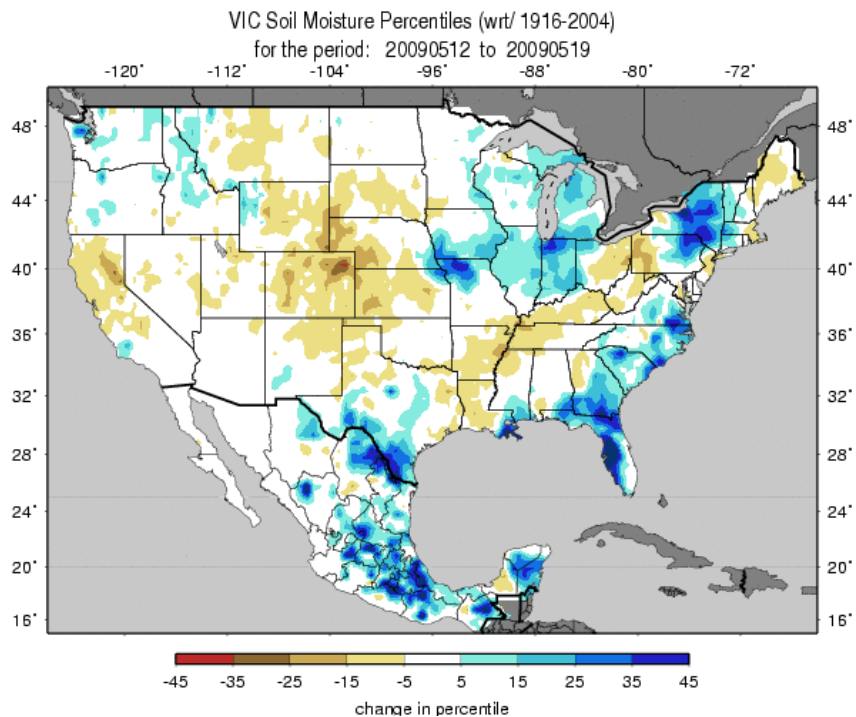 VIC Soil Moisture Percentiles (wrt/ 1916-2004)
for the period: 20090512 to 20090519
-120° -112° -104° -96° -88° -80° -72°
48° 48°
44° 44°
40° 40°
36° 36°
32° 32°
28° 28°
24° 24°
20° 20°
16° 16°
-45 -35 -25 -15 -5 5 15 25 35 45
change in percentile